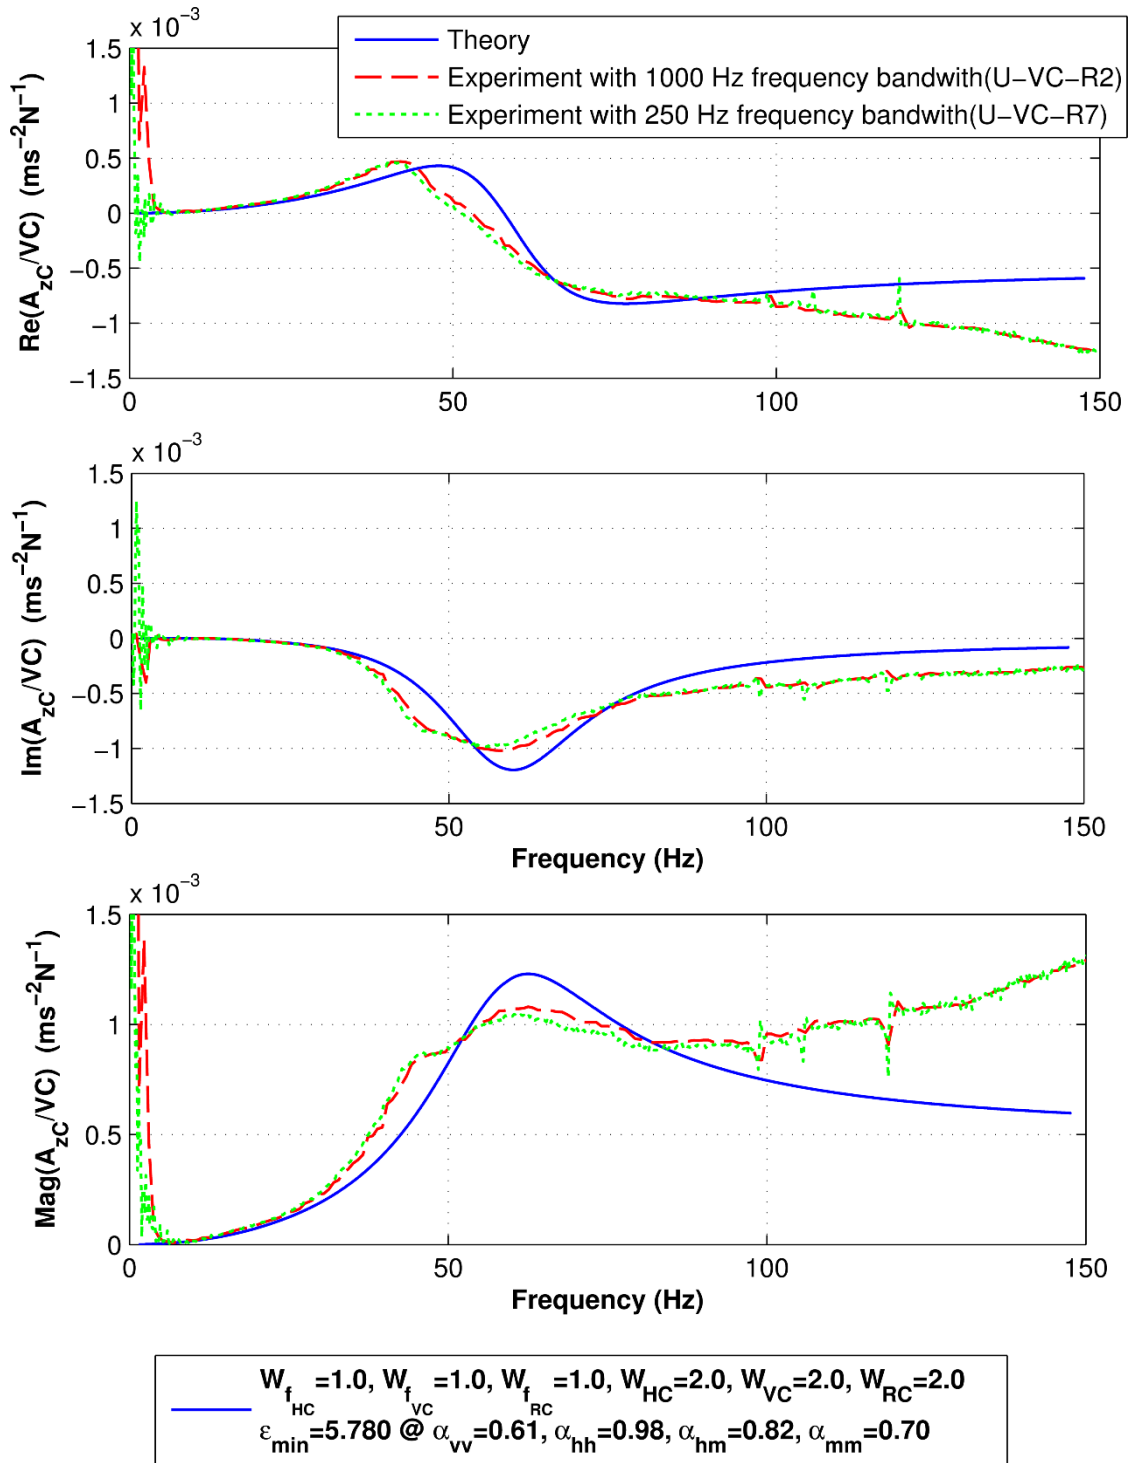 x 10⁻³
Theory
Experiment with 1000 Hz frequency bandwith(U−VC−R2)
Experiment with 250 Hz frequency bandwith(U−VC−R7)
Re(A_zC/VC) (ms⁻²N⁻¹)
1.5
1
0.5
0
−0.5
−1
−1.5
0 50 100 150
x 10⁻³
Im(A_zC/VC) (ms⁻²N⁻¹)
1.5
1
0.5
0
−0.5
−1
−1.5
0 50 100 150
Frequency (Hz)
x 10⁻³
Mag(A_zC/VC) (ms⁻²N⁻¹)
1.5
1
0.5
0
0 50 100 150
Frequency (Hz)
W_f_HC=1.0, W_f_VC=1.0, W_f_RC=1.0, W_HC=2.0, W_VC=2.0, W_RC=2.0
ε_min=5.780 @ α_vv=0.61, α_hh=0.98, α_hm=0.82, α_mm=0.70